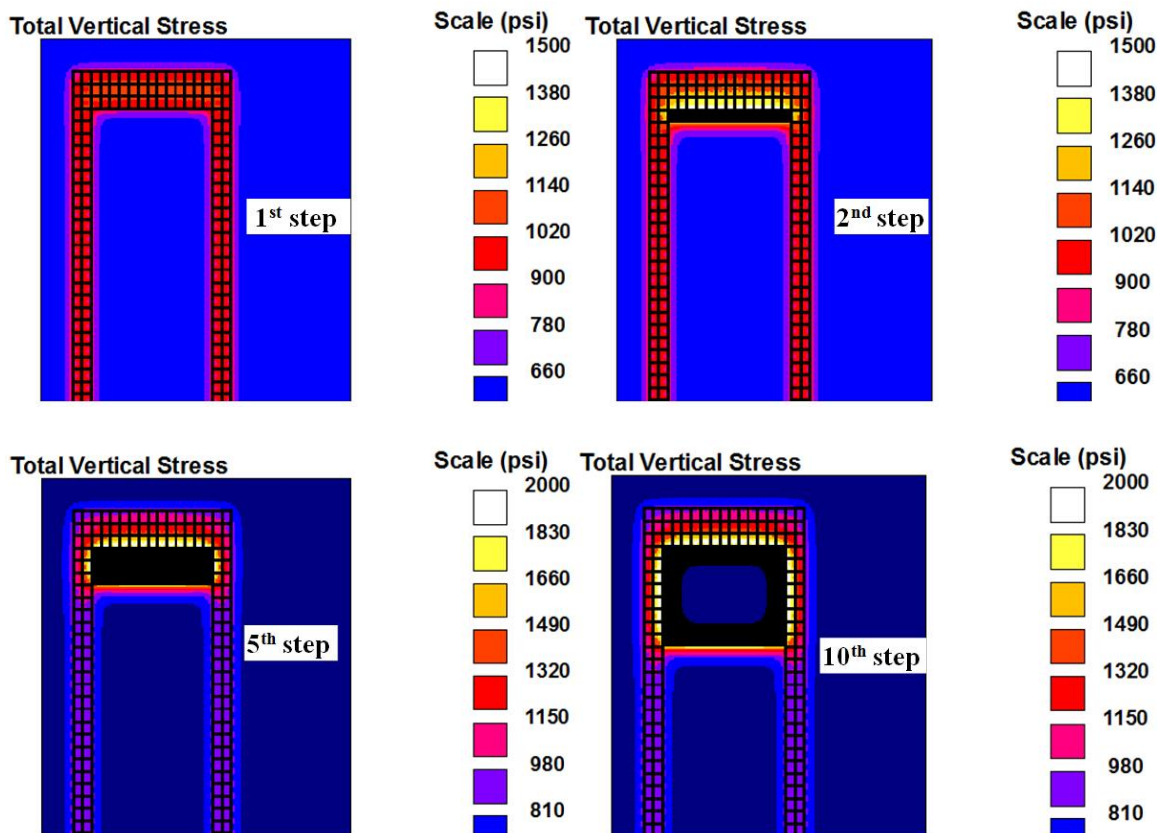 Total Vertical Stress
Scale (psi)
1500
1380
1260
1140
1020
900
780
660
1st step
Total Vertical Stress
Scale (psi)
1500
1380
1260
1140
1020
900
780
660
2nd step
Total Vertical Stress
Scale (psi)
2000
1830
1660
1490
1320
1150
980
810
5th step
Total Vertical Stress
Scale (psi)
2000
1830
1660
1490
1320
1150
980
810
10th step